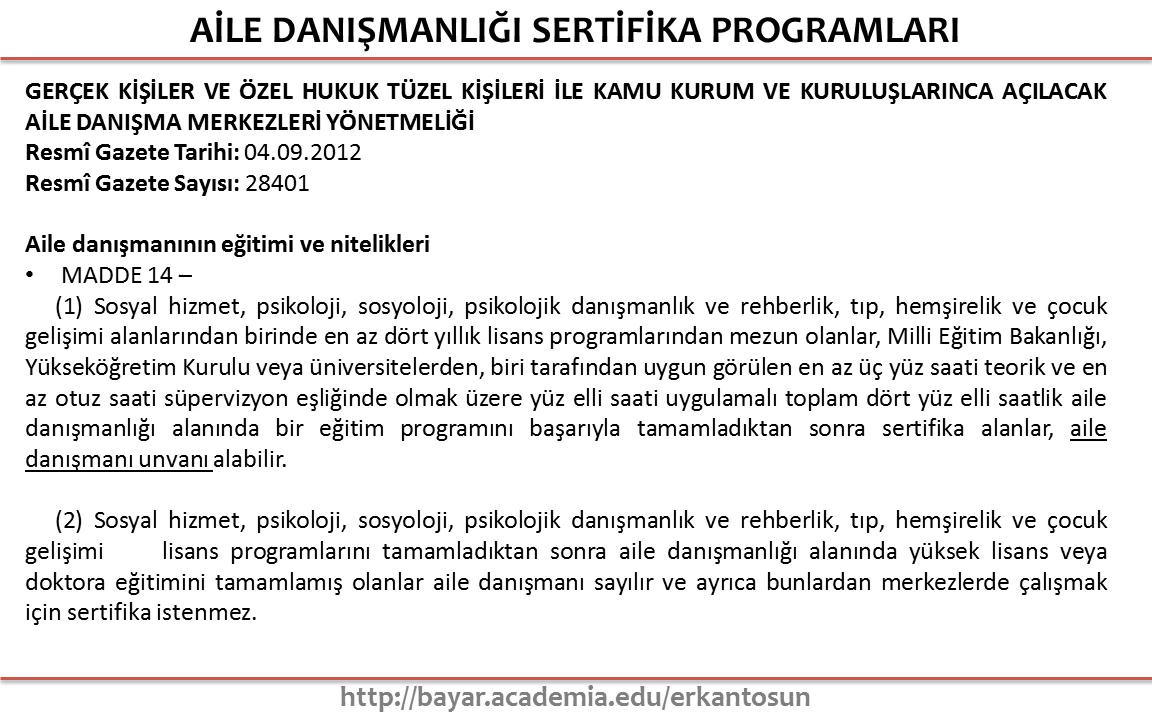 AİLE DANIŞMANLIĞI SERTİFİKA PROGRAMLARI
GERÇEK KİŞİLER VE ÖZEL HUKUK TÜZEL KİŞİLERİ İLE KAMU KURUM VE KURULUŞLARINCA AÇILACAK
AİLE DANIŞMA MERKEZLERİ YÖNETMELİĞİ
Resmî Gazete Tarihi: 04.09.2012
Resmî Gazete Sayısı: 28401
Aile danışmanının eğitimi ve nitelikleri
• MADDE 14 –
(1) Sosyal hizmet, psikoloji, sosyoloji, psikolojik danışmanlık ve rehberlik, tıp, hemşirelik ve çocuk
gelişimi alanlarından birinde en az dört yıllık lisans programlarından mezun olanlar, Milli Eğitim Bakanlığı,
Yükseköğretim Kurulu veya üniversitelerden, biri tarafından uygun görülen en az üç yüz saati teorik ve en
az otuz saati süpervizyon eşliğinde olmak üzere yüz elli saati uygulamalı toplam dört yüz elli saatlik aile
danışmanlığı alanında bir eğitim programını başarıyla tamamladıktan sonra sertifika alanlar, aile
danışmanı unvanı alabilir.
(2) Sosyal hizmet, psikoloji, sosyoloji, psikolojik danışmanlık ve rehberlik, tıp, hemşirelik ve çocuk
gelişimi lisans programlarını tamamladıktan sonra aile danışmanlığı alanında yüksek lisans veya
doktora eğitimini tamamlamış olanlar aile danışmanı sayılır ve ayrıca bunlardan merkezlerde çalışmak
için sertifika istenmez.
http://bayar.academia.edu/erkantosun